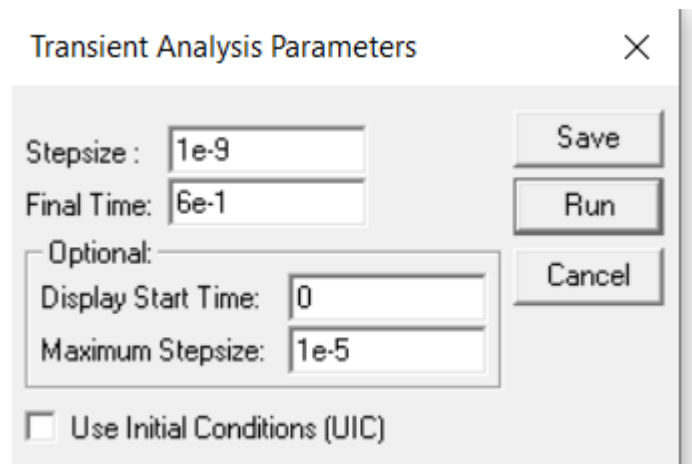 Transient Analysis Parameters
Stepsize : 1e-9 Save
Final Time: 6e-1 Run
Optional:
Display Start Time: 0 Cancel
Maximum Stepsize: 1e-5
Use Initial Conditions (UIC)